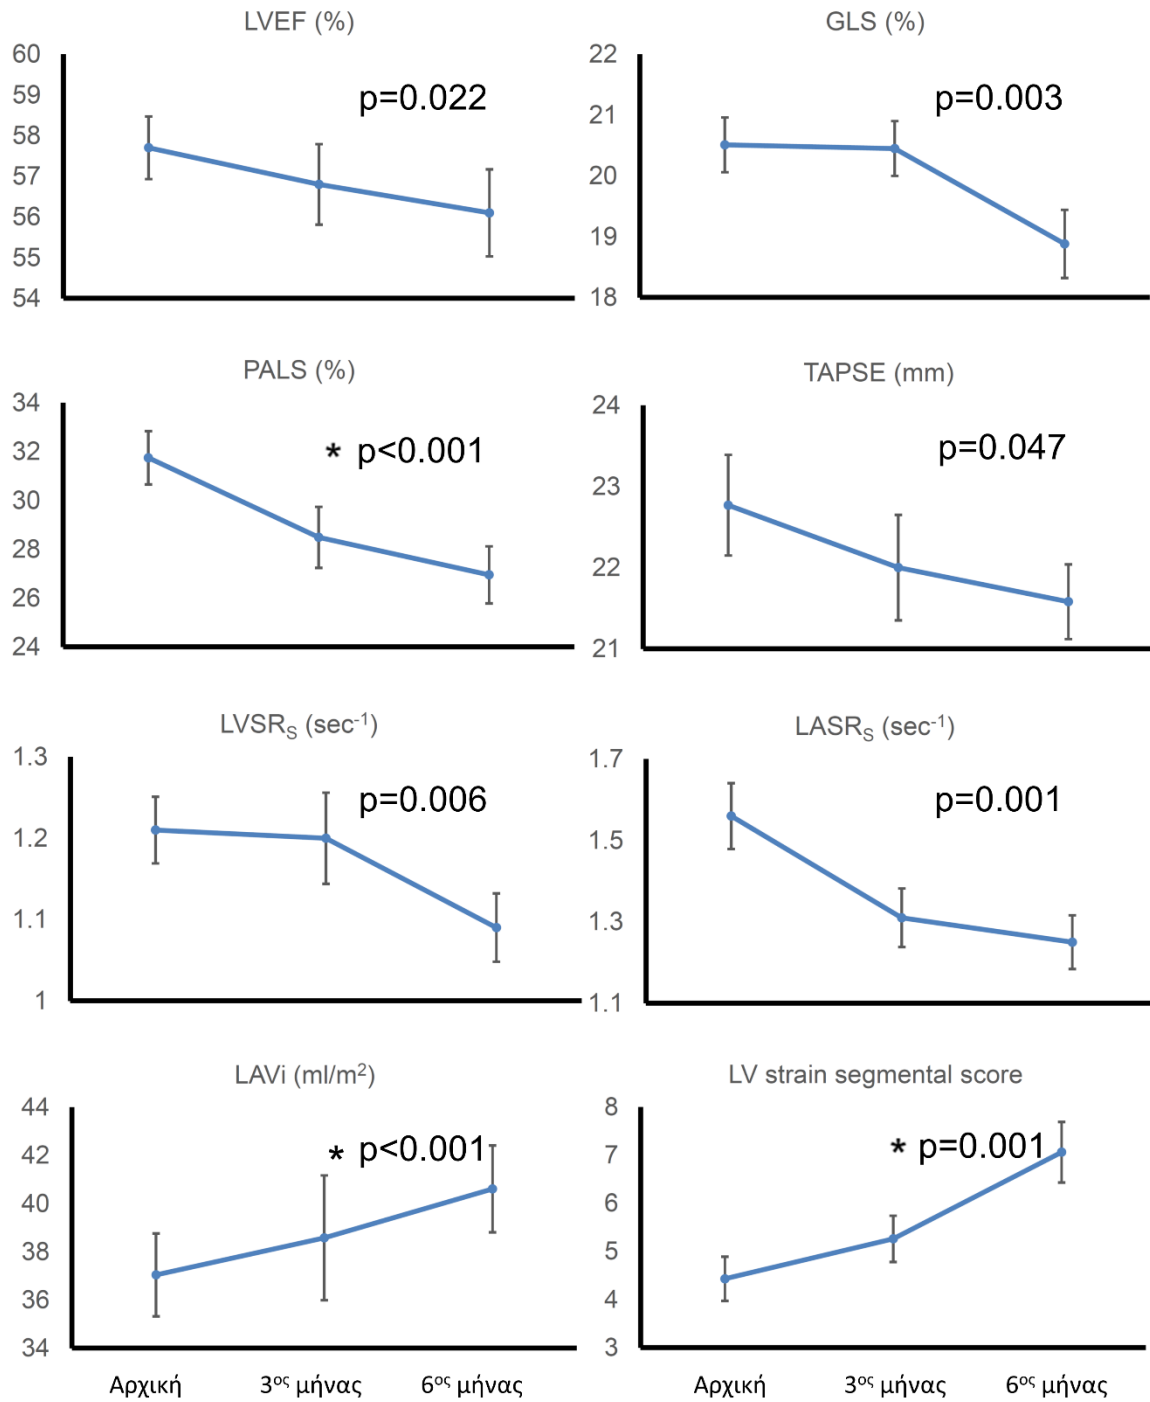 LVEF (%)
60
59
58
57
56
55
54
p=0.022
GLS (%)
22
21
20
19
18
p=0.003
PALS (%)
34
32
30
28
26
24
* p<0.001
TAPSE (mm)
24
23
22
21
p=0.047
LVSRS (sec-1)
1.3
1.2
1.1
1
p=0.006
LASRS (sec-1)
1.7
1.5
1.3
1.1
p=0.001
LAVi (ml/m²)
44
42
40
38
36
34
* p<0.001
Αρχική 3ος μήνας 6ος μήνας
LV strain segmental score
8
7
6
5
4
3
* p=0.001
Αρχική 3ος μήνας 6ος μήνας